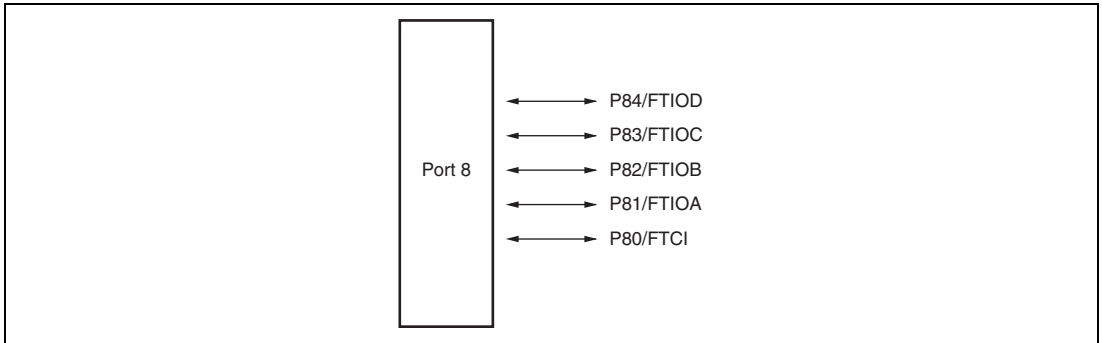 P84/FTIOD
P83/FTIOC
Port 8
P82/FTIOB
P81/FTIOA
P80/FTCI